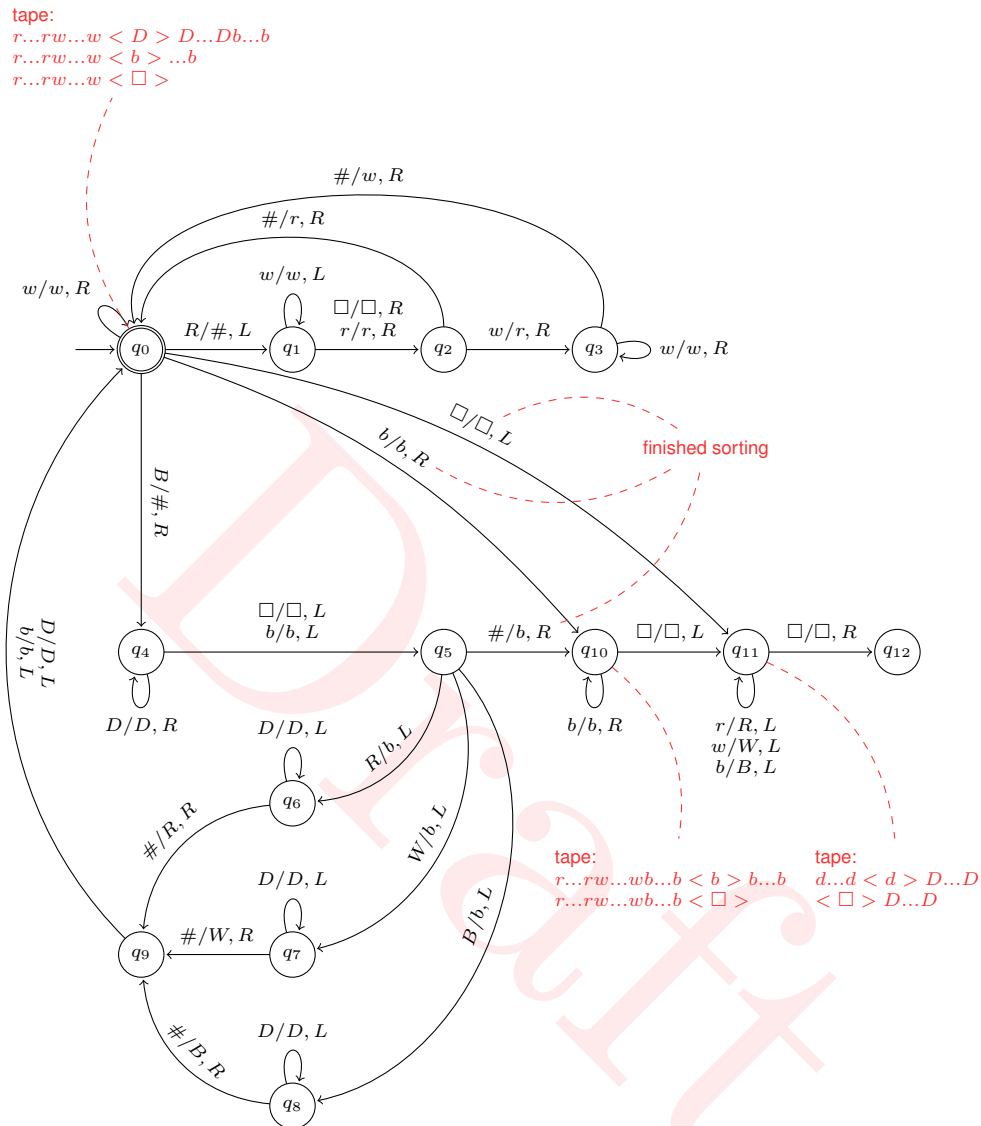 tape:
r...rw...w < D > D...Db...b
r...rw...w < b > ...b
r...rw...w < □ >
#/w, R
#/r, R
w/w, R
w/w, L
□/□, R
r/r, R
R/#, L
w/r, R
w/w, R
q0
q1
q2
q3
□/□, L
b/b, R
finished sorting
B/#, R
D/D, L
b/b, L
□/□, L
b/b, L
#/b, R
□/□, L
□/□, R
q4
q5
q10
q11
q12
D/D, R
b/b, R
r/R, L
w/W, L
b/B, L
D/D, L
R/b, L
q6
#/R, R
W/b, L
D/D, L
#/W, R
q9
q7
B/b, L
tape:
r...rw...wb...b < b > b...b
r...rw...wb...b < □ >
tape:
d...d < d > D...D
< □ > D...D
#/B, R
D/D, L
q8
Draft